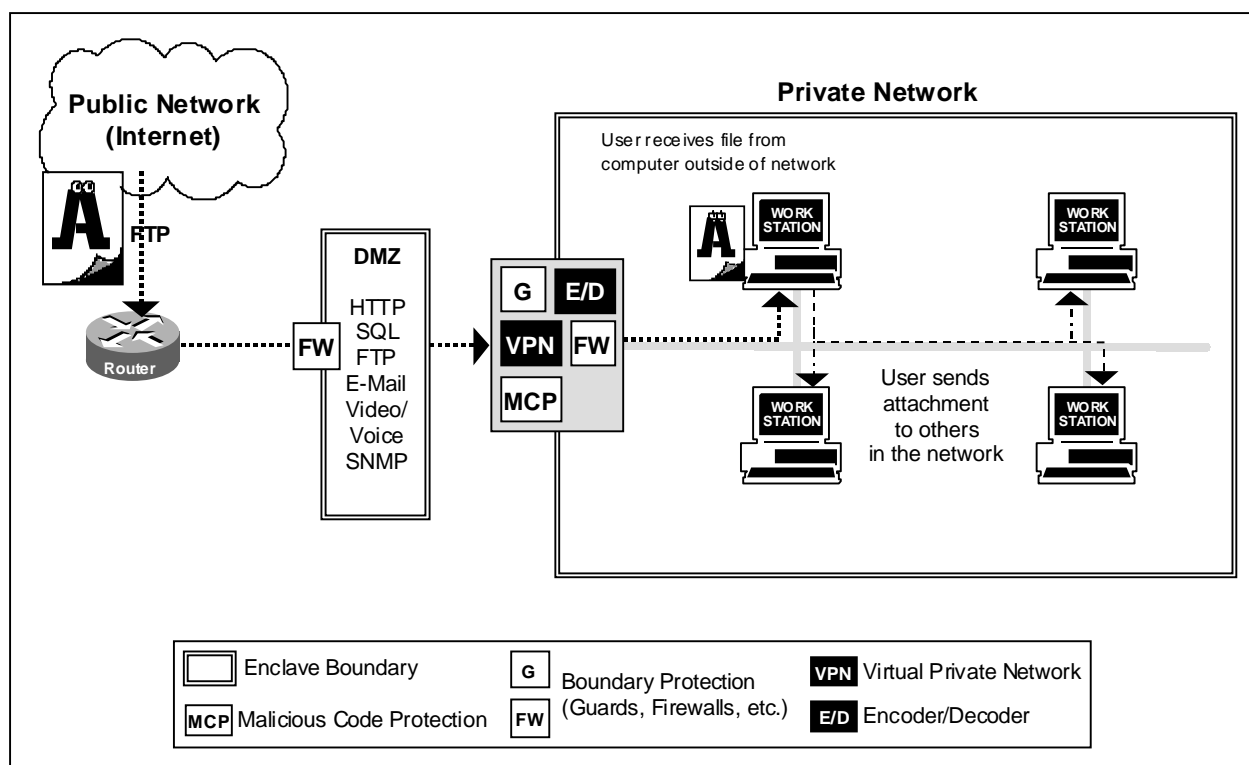 Public Network
(Internet)
A
FTP
Router
FW
DMZ
HTTP
SQL
FTP
E-Mail
Video/
Voice
SNMP
G
E/D
VPN
FW
MCP
Private Network
User receives file from
computer outside of network
A
WORK
STATION
WORK
STATION
WORK
STATION
WORK
STATION
User sends
attachment
to others
in the network
Enclave Boundary
MCP
Malicious Code Protection
G
FW
Boundary Protection
(Guards, Firewalls, etc.)
VPN
Virtual Private Network
E/D
Encoder/Decoder